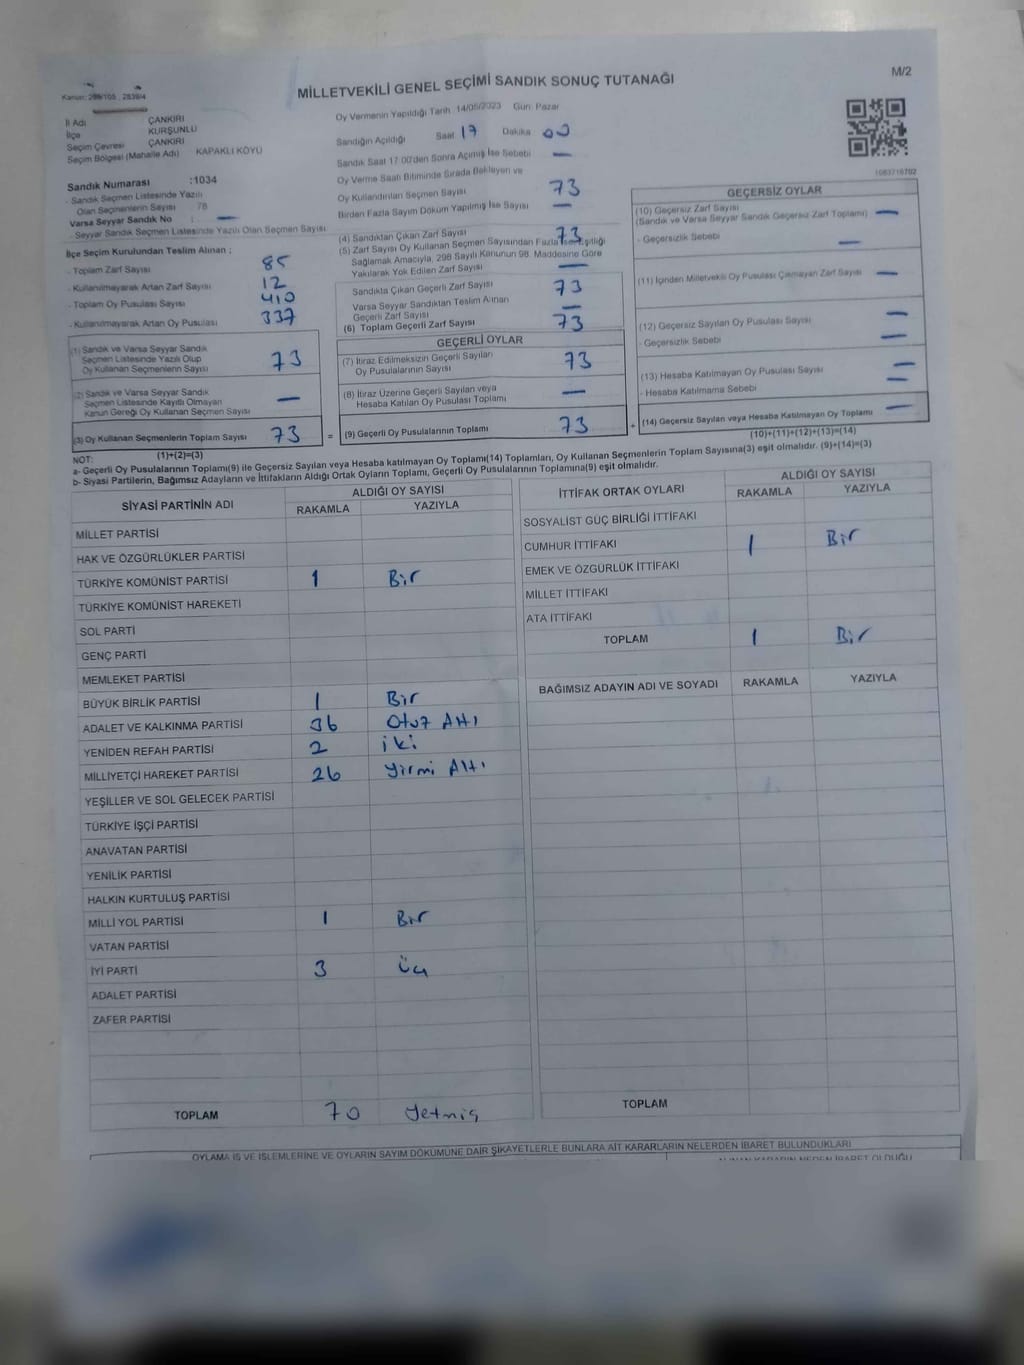 MİLLETVEKİLİ GENEL SEÇİMİ SANDIK SONUÇ TUTANAĞI
M/2
İl Adı ÇANKIRI
İlçe KURŞUNLU
Seçim Çevresi ÇANKIRI
Seçim Bölgesi (Mahalle Adı) KAPAKLI KÖYÜ
Sandık Numarası :1034
- Sandık Seçmen Listesinde Yazılı
Olan Seçmenlerin Sayısı 78
Varsa Seyyar Sandık No : —
- Seyyar Sandık Seçmen Listesinde Yazılı Olan Seçmen Sayısı
İlçe Seçim Kurulundan Teslim Alınan :
- Toplam Zarf Sayısı 85
- Kullanılmayarak Artan Zarf Sayısı 12
- Toplam Oy Pusulası Sayısı 410
- Kullanılmayarak Artan Oy Pusulası 337
(1) Sandık ve Varsa Seyyar Sandık
Seçmen Listesinde Yazılı Olup
Oy Kullanan Seçmenlerin Sayısı 73
(2) Sandık ve Varsa Seyyar Sandık
Seçmen Listesinde Kayıtlı Olmayan
Kanun Gereği Oy Kullanan Seçmen Sayısı —
(3) Oy Kullanan Seçmenlerin Toplam Sayısı 73 =
(1)+(2)=(3)
Oy Vermenin Yapıldığı Tarih 14/05/2023 Gün: Pazar
Sandığın Açıldığı Saat 17 Dakika 00
Sandık Saat 17:00'den Sonra Açılmış İse Sebebi —
Oy Verme Saati Bitiminde Sırada Bekleyen ve
Oy Kullandırılan Seçmen Sayısı 73
Birden Fazla Sayım Döküm Yapılmış İse Sayısı —
(4) Sandıktan Çıkan Zarf Sayısı 73
(5) Zarf Sayısı Oy Kullanan Seçmen Sayısından Fazla İse, Eşitliği
Sağlamak Amacıyla, 298 Sayılı Kanunun 98. Maddesine Göre
Yakılarak Yok Edilen Zarf Sayısı —
Sandıkta Çıkan Geçerli Zarf Sayısı 73
Varsa Seyyar Sandıktan Teslim Alınan
Geçerli Zarf Sayısı —
(6) Toplam Geçerli Zarf Sayısı 73
GEÇERLİ OYLAR
(7) İtiraz Edilmeksizin Geçerli Sayılan
Oy Pusulalarının Sayısı 73
(8) İtiraz Üzerine Geçerli Sayılan veya
Hesaba Katılan Oy Pusulası Toplamı —
(9) Geçerli Oy Pusulalarının Toplamı 73 +
1083716702
GEÇERSİZ OYLAR
(10) Geçersiz Zarf Sayısı
(Sandık ve Varsa Seyyar Sandık Geçersiz Zarf Toplamı) —
- Geçersizlik Sebebi —
(11) İçinden Milletvekili Oy Pusulası Çıkmayan Zarf Sayısı —
(12) Geçersiz Sayılan Oy Pusulası Sayısı —
- Geçersizlik Sebebi —
(13) Hesaba Katılmayan Oy Pusulası Sayısı —
- Hesaba Katılmama Sebebi —
(14) Geçersiz Sayılan veya Hesaba Katılmayan Oy Toplamı —
(10)+(11)+(12)+(13)=(14)
NOT:
a- Geçerli Oy Pusulalarının Toplamı(9) ile Geçersiz Sayılan veya Hesaba katılmayan Oy Toplamı(14) Toplamları, Oy Kullanan Seçmenlerin Toplam Sayısına(3) eşit olmalıdır. (9)+(14)=(3)
b- Siyasi Partilerin, Bağımsız Adayların ve İttifakların Aldığı Ortak Oyların Toplamı, Geçerli Oy Pusulalarının Toplamına(9) eşit olmalıdır.
SİYASİ PARTİNİN ADI ALDIĞI OY SAYISI
RAKAMLA YAZIYLA
MİLLET PARTİSİ
HAK VE ÖZGÜRLÜKLER PARTİSİ
TÜRKİYE KOMÜNİST PARTİSİ 1 Bir
TÜRKİYE KOMÜNİST HAREKETİ
SOL PARTİ
GENÇ PARTİ
MEMLEKET PARTİSİ
BÜYÜK BİRLİK PARTİSİ 1 Bir
ADALET VE KALKINMA PARTİSİ 36 Otuz Altı
YENİDEN REFAH PARTİSİ 2 iki
MİLLİYETÇİ HAREKET PARTİSİ 26 Yirmi Altı
YEŞİLLER VE SOL GELECEK PARTİSİ
TÜRKİYE İŞÇİ PARTİSİ
ANAVATAN PARTİSİ
YENİLİK PARTİSİ
HALKIN KURTULUŞ PARTİSİ
MİLLİ YOL PARTİSİ 1 Bir
VATAN PARTİSİ
İYİ PARTİ 3 üç
ADALET PARTİSİ
ZAFER PARTİSİ
TOPLAM 70 Yetmiş
İTTİFAK ORTAK OYLARI ALDIĞI OY SAYISI
RAKAMLA YAZIYLA
SOSYALİST GÜÇ BİRLİĞİ İTTİFAKI
CUMHUR İTTİFAKI 1 Bir
EMEK VE ÖZGÜRLÜK İTTİFAKI
MİLLET İTTİFAKI
ATA İTTİFAKI
TOPLAM 1 Bir
BAĞIMSIZ ADAYIN ADI VE SOYADI RAKAMLA YAZIYLA
TOPLAM
OYLAMA İŞ VE İŞLEMLERİNE VE OYLARIN SAYIM DÖKÜMÜNE DAİR ŞİKAYETLERLE BUNLARA AİT KARARLARIN NELERDEN İBARET BULUNDUKLARI